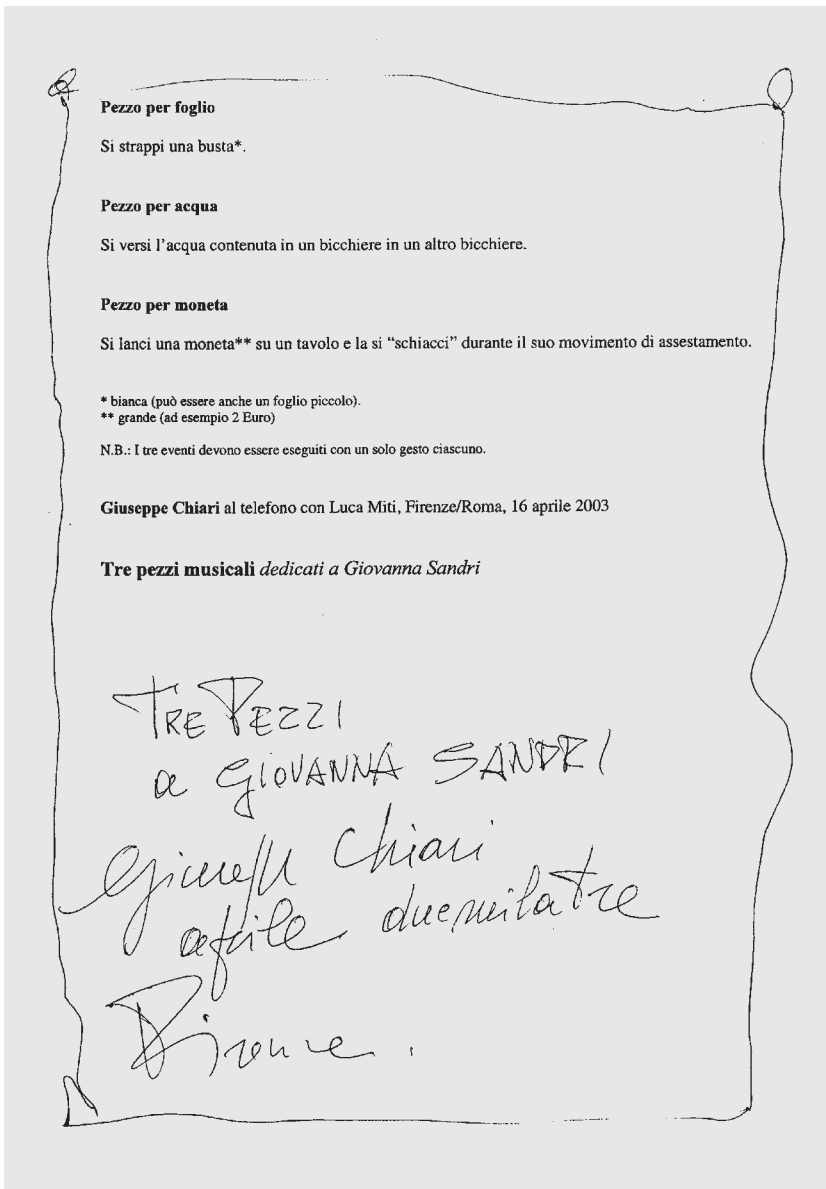 Pezzo per foglio
Si strappi una busta*.
Pezzo per acqua
Si versi l’acqua contenuta in un bicchiere in un altro bicchiere.
Pezzo per moneta
Si lanci una moneta** su un tavolo e la si “schiacci” durante il suo movimento di assestamento.
* bianca (può essere anche un foglio piccolo).
** grande (ad esempio 2 Euro)
N.B.: I tre eventi devono essere eseguiti con un solo gesto ciascuno.
Giuseppe Chiari al telefono con Luca Miti, Firenze/Roma, 16 aprile 2003
Tre pezzi musicali dedicati a Giovanna Sandri
TRE PEZZI
a GIOVANNA SANDRI
Giuseppe Chiari
aprile duemilatre
Firenze.